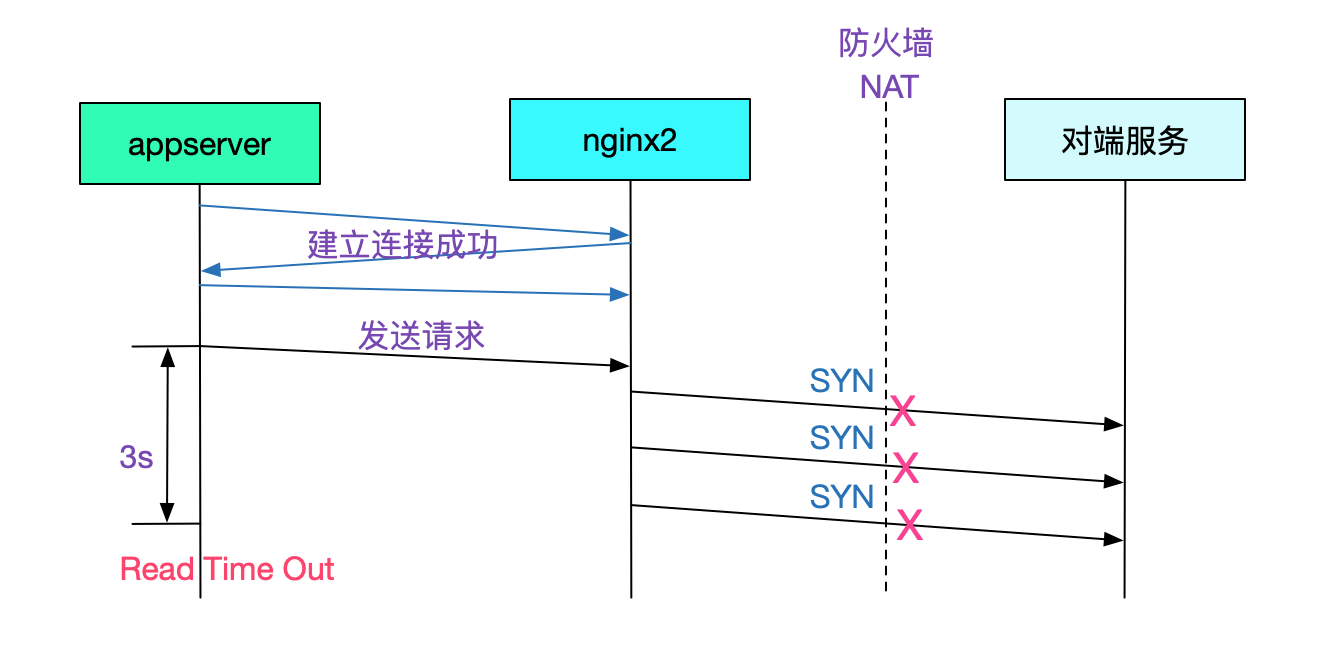 防火墙
NAT
appserver
nginx2
对端服务
建立连接成功
发送请求
SYN
X
SYN
X
3s
SYN
X
Read Time Out